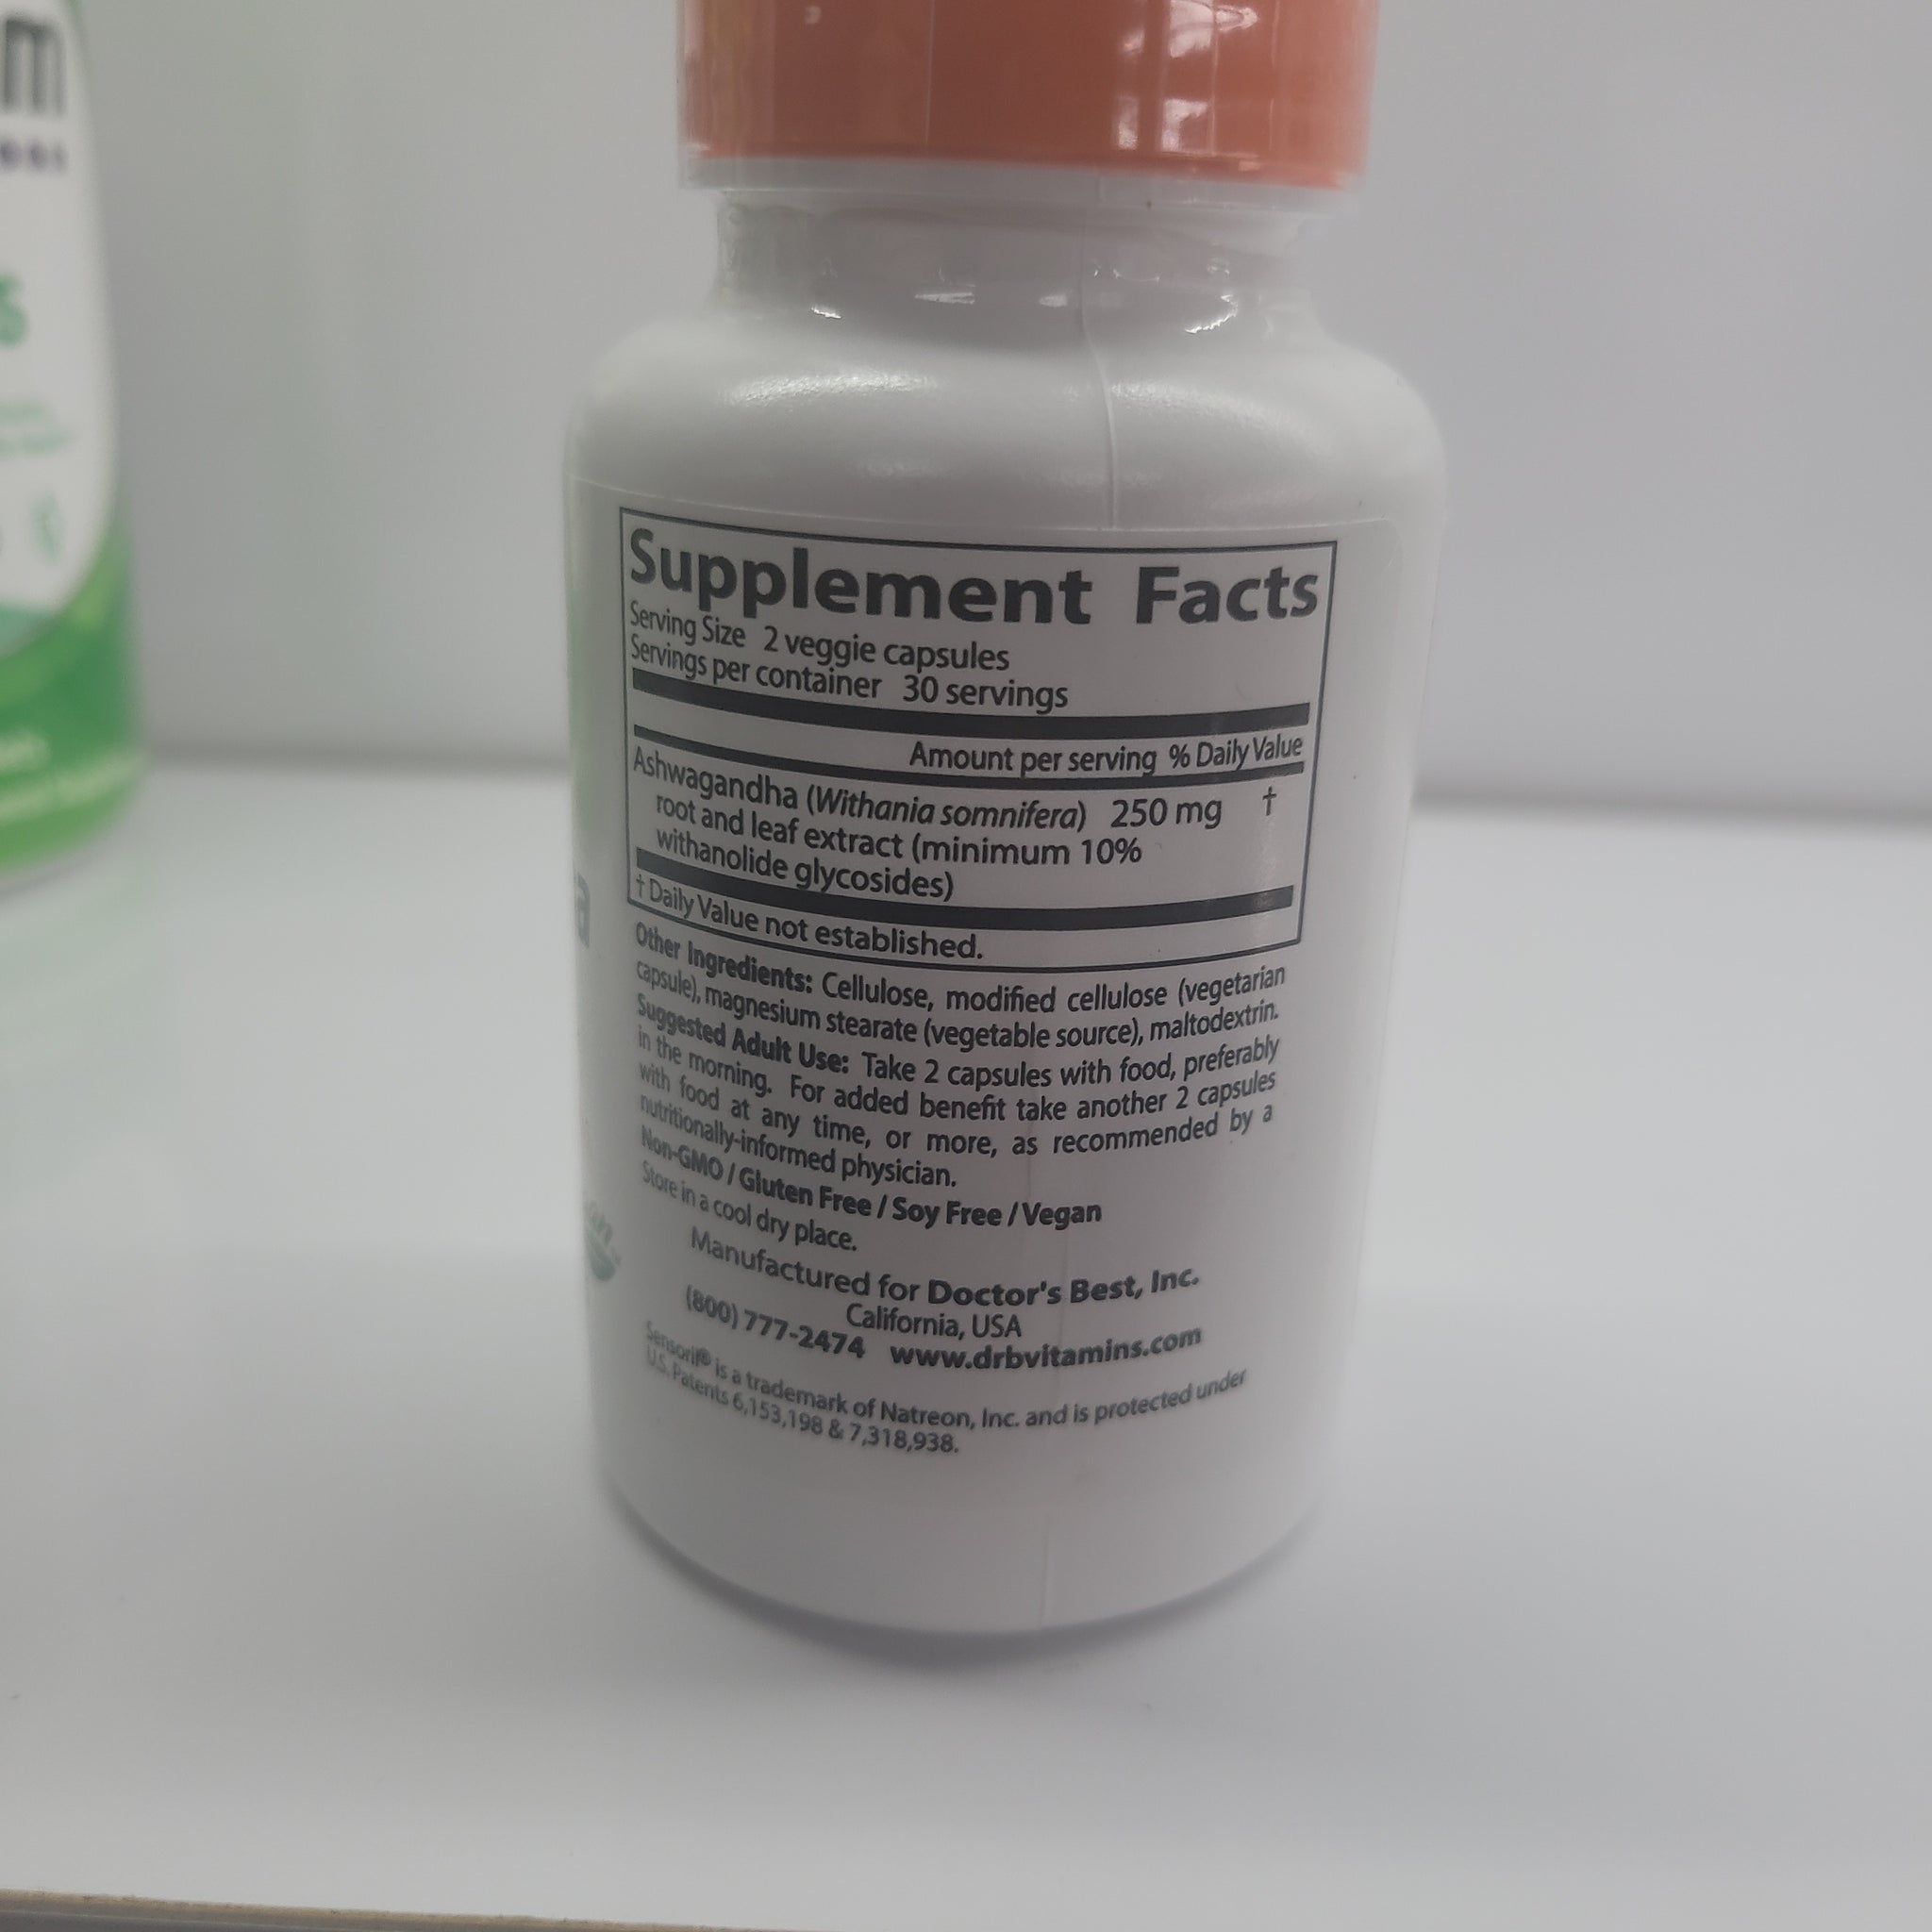 m
s
Supplement Facts
Serving Size 2 veggie capsules
Servings per container 30 servings
Amount per serving % Daily Value
Ashwagandha (Withania somnifera) 250 mg †
root and leaf extract (minimum 10%
withanolide glycosides)
† Daily Value not established.
Other Ingredients: Cellulose, modified cellulose (vegetarian
capsule), magnesium stearate (vegetable source), maltodextrin.
Suggested Adult Use: Take 2 capsules with food, preferably
in the morning. For added benefit take another 2 capsules
with food at any time, or more, as recommended by a
nutritionally-informed physician.
Non-GMO / Gluten Free / Soy Free / Vegan
Store in a cool dry place.
Manufactured for Doctor's Best, Inc.
California, USA
(800) 777-2474 www.drbvitamins.com
Sensoril® is a trademark of Natreon, Inc. and is protected under
U.S. Patents 6,153,198 & 7,318,938.